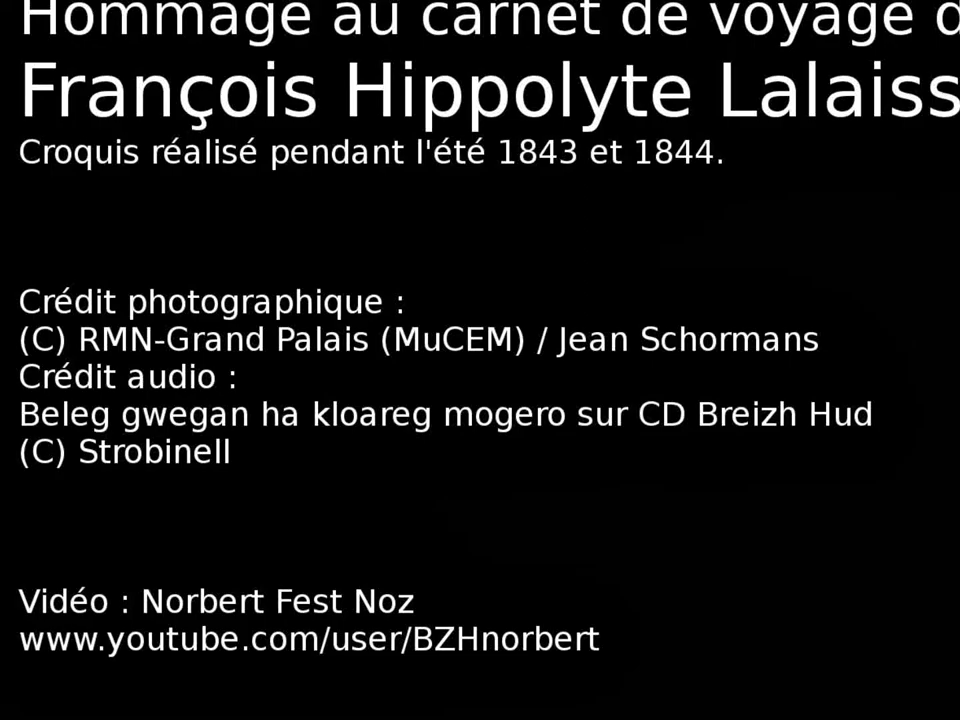 Hommage au carnet de voyage d
François Hippolyte Lalaiss
Croquis réalisé pendant l'été 1843 et 1844.
Crédit photographique :
(C) RMN-Grand Palais (MuCEM) / Jean Schormans
Crédit audio :
Beleg gwegan ha kloareg mogero sur CD Breizh Hud
(C) Strobinell
Vidéo : Norbert Fest Noz
www.youtube.com/user/BZHnorbert